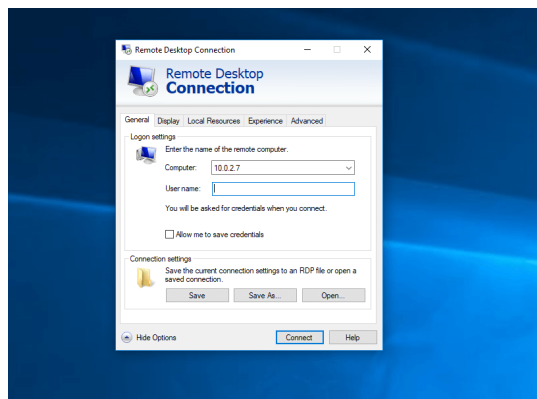 Remote Desktop Connection
Remote Desktop
Connection
General Display Local Resources Experience Advanced
Logon settings
Enter the name of the remote computer.
Computer: 10.0.2.7
User name:
You will be asked for credentials when you connect.
Allow me to save credentials
Connection settings
Save the current connection settings to an RDP file or open a
saved connection.
Save Save As... Open...
Hide Options Connect Help